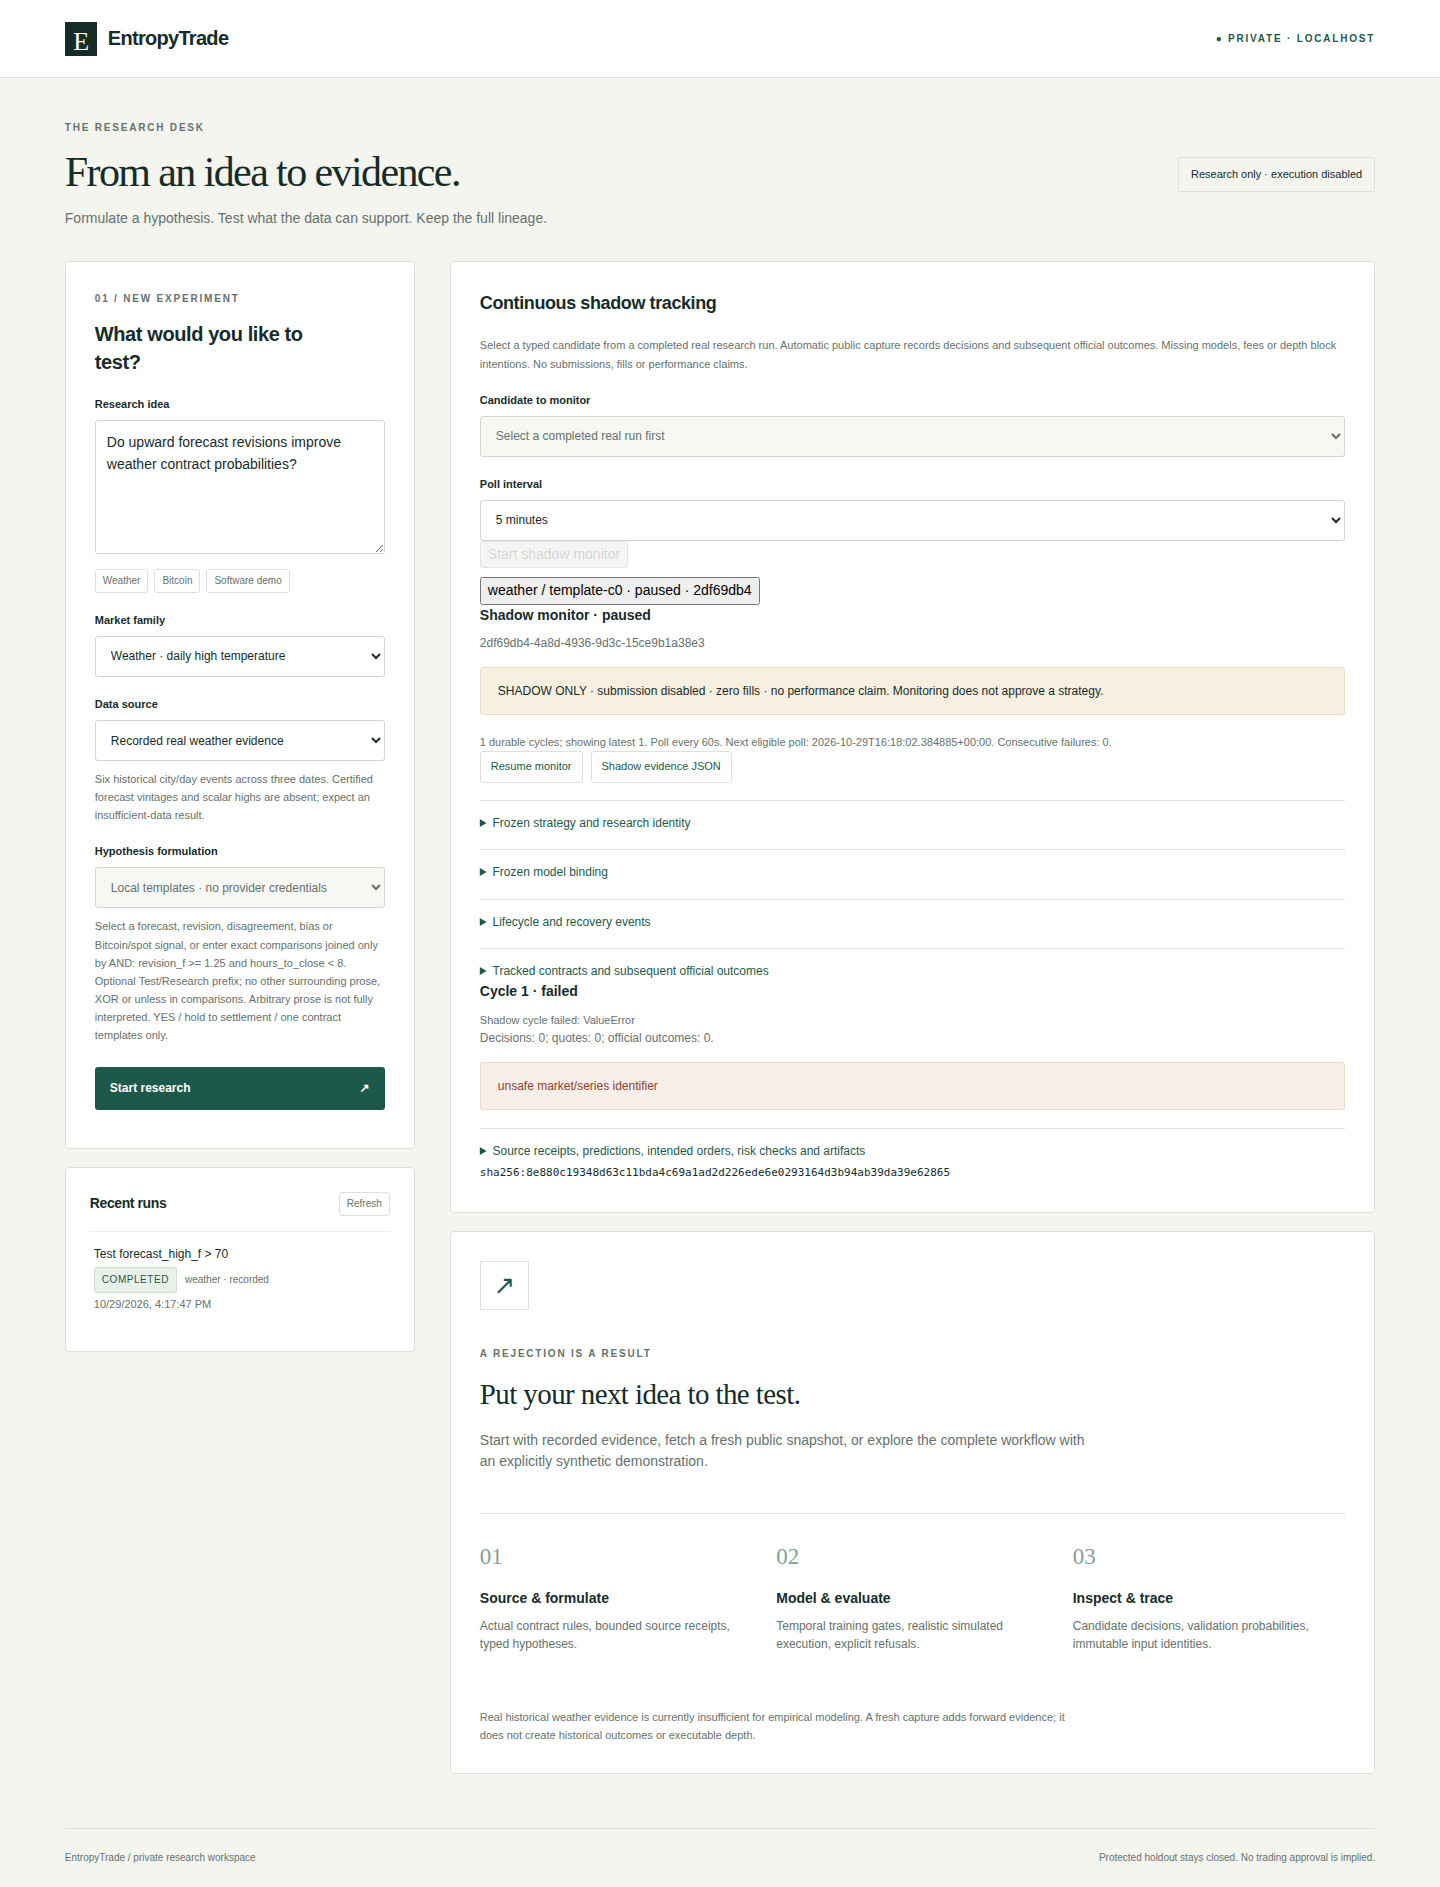 E EntropyTrade
● PRIVATE · LOCALHOST
THE RESEARCH DESK
From an idea to evidence.
Research only · execution disabled
Formulate a hypothesis. Test what the data can support. Keep the full lineage.
01 / NEW EXPERIMENT
What would you like to
test?
Research idea
Do upward forecast revisions improve
weather contract probabilities?
Weather Bitcoin Software demo
Market family
Weather · daily high temperature
Data source
Recorded real weather evidence
Six historical city/day events across three dates. Certified
forecast vintages and scalar highs are absent; expect an
insufficient-data result.
Hypothesis formulation
Local templates · no provider credentials
Select a forecast, revision, disagreement, bias or
Bitcoin/spot signal, or enter exact comparisons joined only
by AND: revision_f >= 1.25 and hours_to_close < 8.
Optional Test/Research prefix; no other surrounding prose,
XOR or unless in comparisons. Arbitrary prose is not fully
interpreted. YES / hold to settlement / one contract
templates only.
Start research ↗
Recent runs
Refresh
Test forecast_high_f > 70
COMPLETED weather · recorded
10/29/2026, 4:17:47 PM
Continuous shadow tracking
Select a typed candidate from a completed real research run. Automatic public capture records decisions and subsequent official outcomes. Missing models, fees or depth block
intentions. No submissions, fills or performance claims.
Candidate to monitor
Select a completed real run first
Poll interval
5 minutes
Start shadow monitor
weather / template-c0 · paused · 2df69db4
Shadow monitor · paused
2df69db4-4a8d-4936-9d3c-15ce9b1a38e3
SHADOW ONLY · submission disabled · zero fills · no performance claim. Monitoring does not approve a strategy.
1 durable cycles; showing latest 1. Poll every 60s. Next eligible poll: 2026-10-29T16:18:02.384885+00:00. Consecutive failures: 0.
Resume monitor Shadow evidence JSON
▶ Frozen strategy and research identity
▶ Frozen model binding
▶ Lifecycle and recovery events
▶ Tracked contracts and subsequent official outcomes
Cycle 1 · failed
Shadow cycle failed: ValueError
Decisions: 0; quotes: 0; official outcomes: 0.
unsafe market/series identifier
▶ Source receipts, predictions, intended orders, risk checks and artifacts
sha256:8e880c19348d63c11bda4c69a1ad2d226ede6e0293164d3b94ab39da39e62865
↗
A REJECTION IS A RESULT
Put your next idea to the test.
Start with recorded evidence, fetch a fresh public snapshot, or explore the complete workflow with
an explicitly synthetic demonstration.
01
Source & formulate
Actual contract rules, bounded source receipts,
typed hypotheses.
02
Model & evaluate
Temporal training gates, realistic simulated
execution, explicit refusals.
03
Inspect & trace
Candidate decisions, validation probabilities,
immutable input identities.
Real historical weather evidence is currently insufficient for empirical modeling. A fresh capture adds forward evidence; it
does not create historical outcomes or executable depth.
EntropyTrade / private research workspace
Protected holdout stays closed. No trading approval is implied.